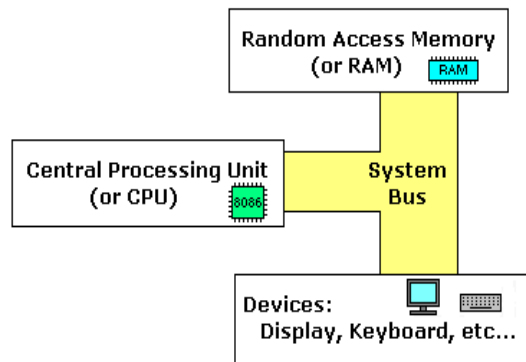 Random Access Memory
(or RAM)
RAM
Central Processing Unit
(or CPU)
8086
System
Bus
Devices:
Display, Keyboard, etc...